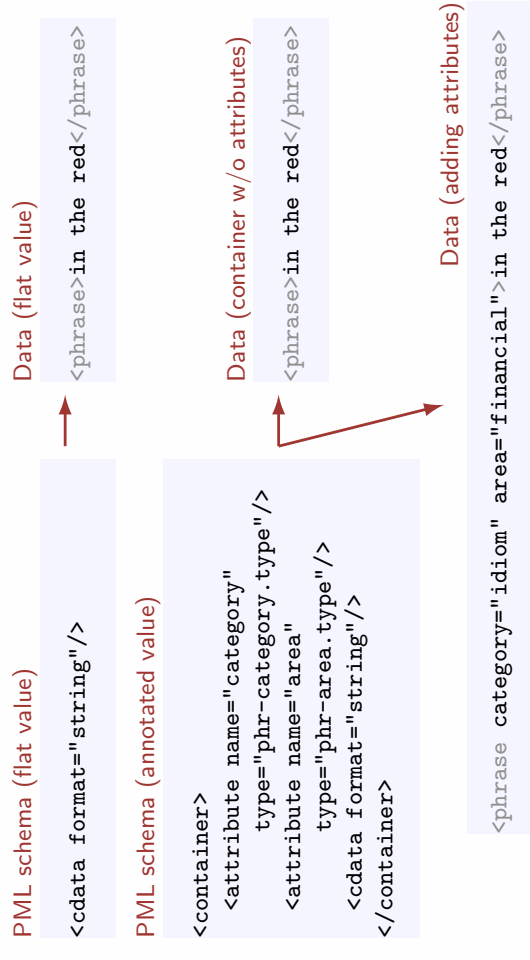 PML schema (flat value)
<cdata format="string"/>
Data (flat value)
<phrase>in the red</phrase>
PML schema (annotated value)
<container>
<attribute name="category"
type="phr-category.type"/>
<attribute name="area"
type="phr-area.type"/>
<cdata format="string"/>
</container>
Data (container w/o attributes)
<phrase>in the red</phrase>
Data (adding attributes)
<phrase category="idiom" area="financial">in the red</phrase>